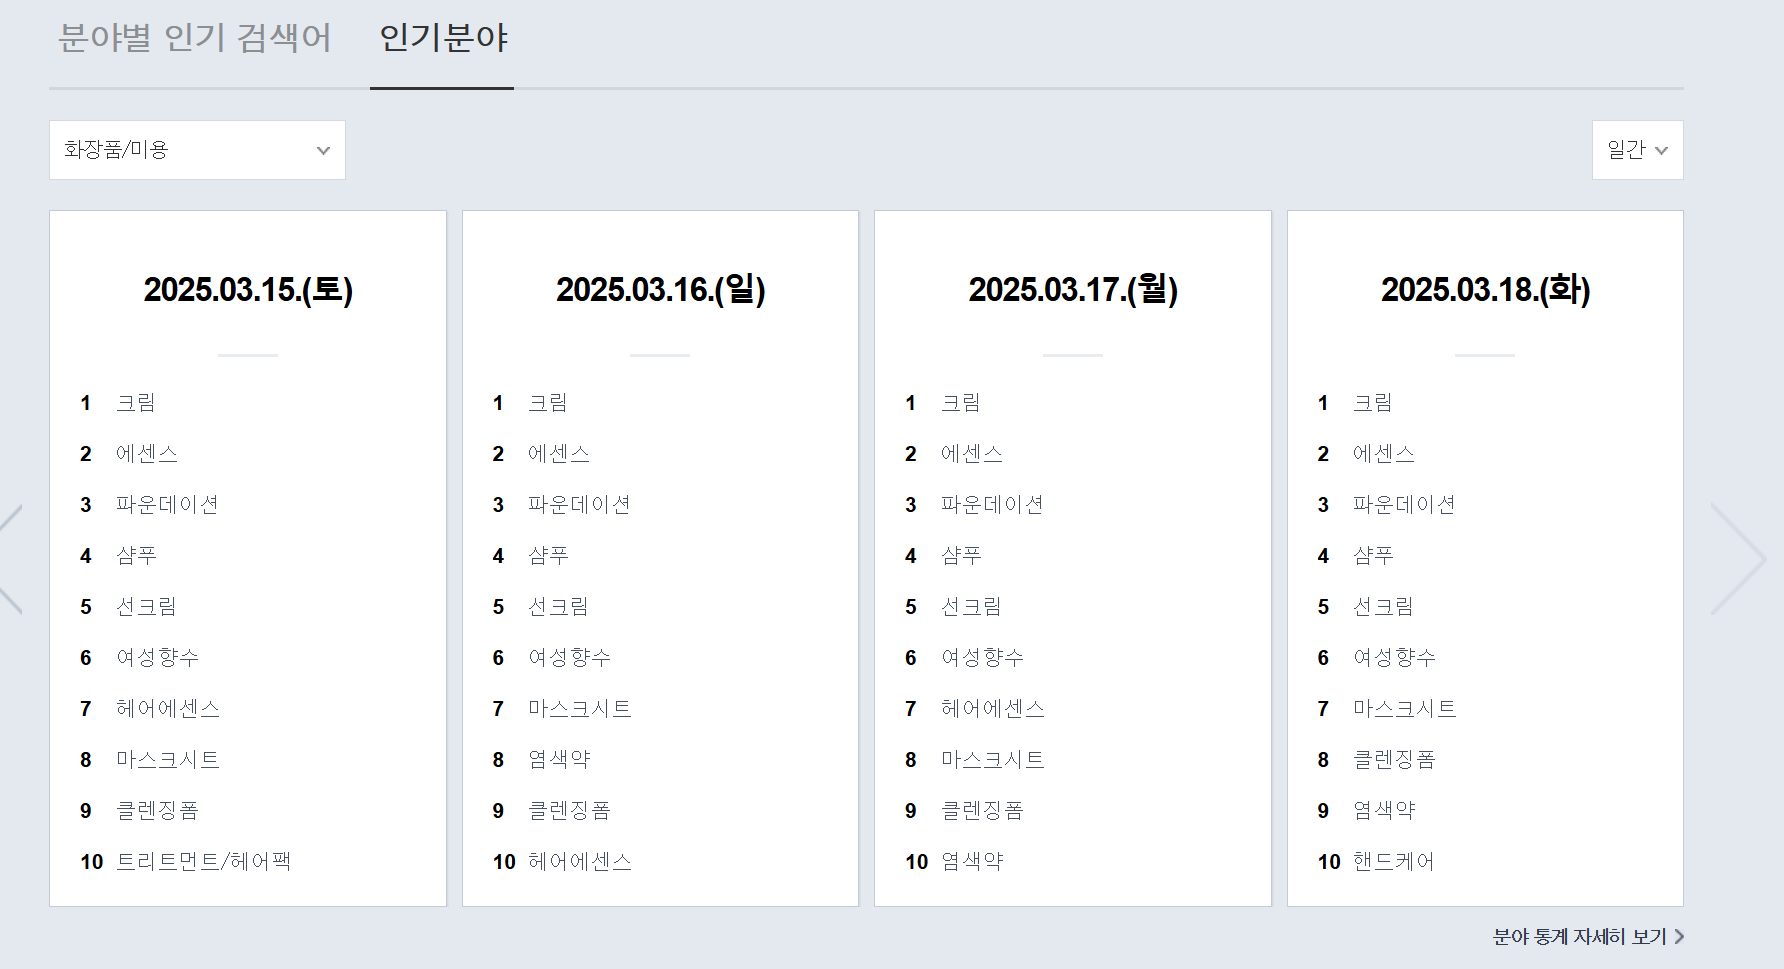 분야별 인기 검색어 인기분야
화장품/미용 일간
2025.03.15.(토)
1 크림
2 에센스
3 파운데이션
4 샴푸
5 선크림
6 여성향수
7 헤어에센스
8 마스크시트
9 클렌징폼
10 트리트먼트/헤어팩
2025.03.16.(일)
1 크림
2 에센스
3 파운데이션
4 샴푸
5 선크림
6 여성향수
7 마스크시트
8 염색약
9 클렌징폼
10 헤어에센스
2025.03.17.(월)
1 크림
2 에센스
3 파운데이션
4 샴푸
5 선크림
6 여성향수
7 헤어에센스
8 마스크시트
9 클렌징폼
10 염색약
2025.03.18.(화)
1 크림
2 에센스
3 파운데이션
4 샴푸
5 선크림
6 여성향수
7 마스크시트
8 클렌징폼
9 염색약
10 핸드케어
분야 통계 자세히 보기